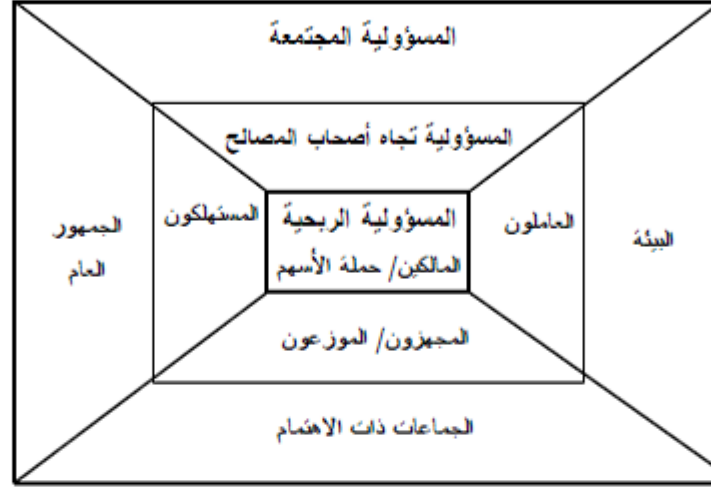 المسؤولية المجتمعة
المسؤولية تجاه أصحاب المصالح
العاملون
المستهلكون
المسؤولية الربحية
المالكين/ حملة الأسهم
البيئة
الجمهور
العام
المجهزون/ الموزعون
الجماعات ذات الاهتمام